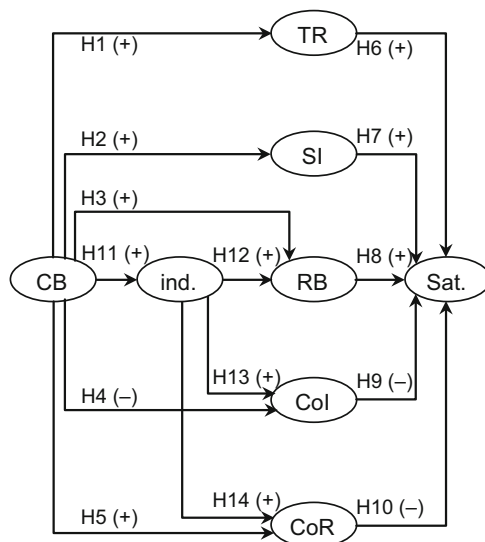 TR
H1 (+)
H6 (+)
H2 (+)
SI
H7 (+)
H3 (+)
H11 (+)
H12 (+)
H8 (+)
CB
ind.
RB
Sat.
H13 (+)
H4 (–)
CoI
H9 (–)
H14 (+)
H5 (+)
CoR
H10 (–)